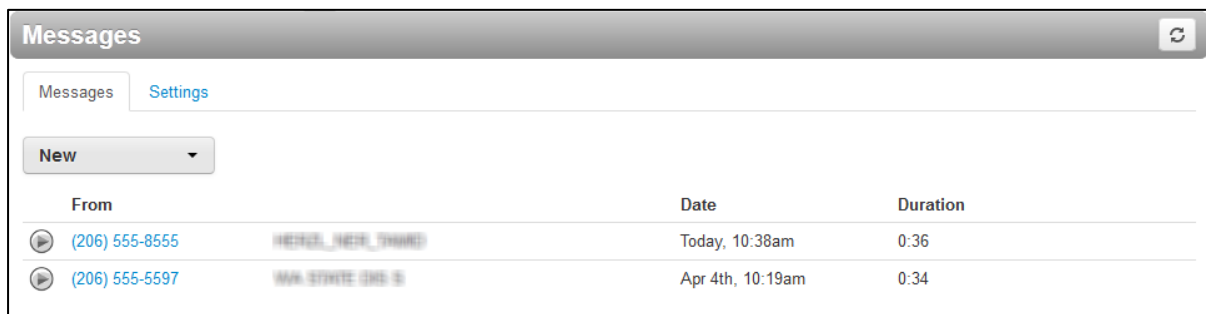 Messages
Messages Settings
New
From Date Duration
(206) 555-8555 Today, 10:38am 0:36
(206) 555-5597 Apr 4th, 10:19am 0:34